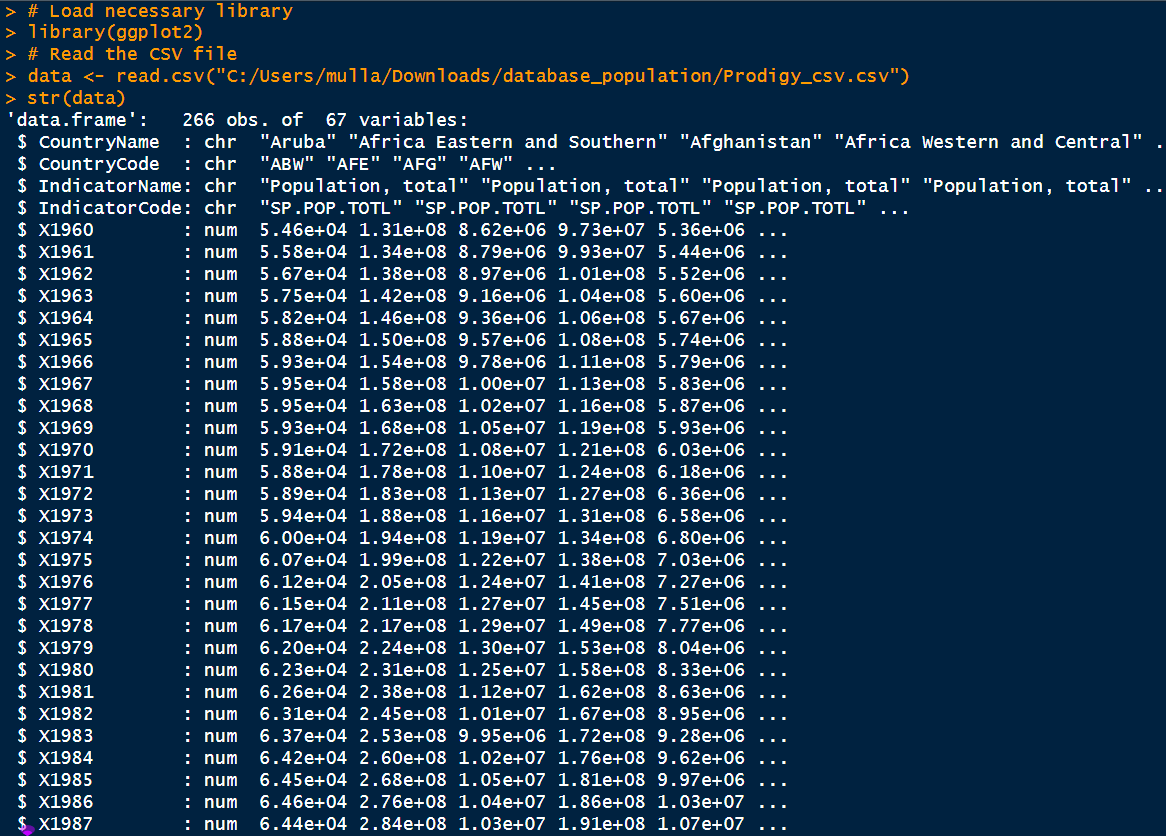 > # Load necessary library
> library(ggplot2)
> # Read the CSV file
> data <- read.csv("C:/Users/mulla/Downloads/database_population/Prodigy_csv.csv")
> str(data)
'data.frame':   266 obs. of  67 variables:
 $ CountryName  : chr  "Aruba" "Africa Eastern and Southern" "Afghanistan" "Africa Western and Central" .
 $ CountryCode  : chr  "ABW" "AFE" "AFG" "AFW" ...
 $ IndicatorName: chr  "Population, total" "Population, total" "Population, total" "Population, total" ..
 $ IndicatorCode: chr  "SP.POP.TOTL" "SP.POP.TOTL" "SP.POP.TOTL" "SP.POP.TOTL" ...
 $ X1960        : num  5.46e+04 1.31e+08 8.62e+06 9.73e+07 5.36e+06 ...
 $ X1961        : num  5.58e+04 1.34e+08 8.79e+06 9.93e+07 5.44e+06 ...
 $ X1962        : num  5.67e+04 1.38e+08 8.97e+06 1.01e+08 5.52e+06 ...
 $ X1963        : num  5.75e+04 1.42e+08 9.16e+06 1.04e+08 5.60e+06 ...
 $ X1964        : num  5.82e+04 1.46e+08 9.36e+06 1.06e+08 5.67e+06 ...
 $ X1965        : num  5.88e+04 1.50e+08 9.57e+06 1.08e+08 5.74e+06 ...
 $ X1966        : num  5.93e+04 1.54e+08 9.78e+06 1.11e+08 5.79e+06 ...
 $ X1967        : num  5.95e+04 1.58e+08 1.00e+07 1.13e+08 5.83e+06 ...
 $ X1968        : num  5.95e+04 1.63e+08 1.02e+07 1.16e+08 5.87e+06 ...
 $ X1969        : num  5.93e+04 1.68e+08 1.05e+07 1.19e+08 5.93e+06 ...
 $ X1970        : num  5.91e+04 1.72e+08 1.08e+07 1.21e+08 6.03e+06 ...
 $ X1971        : num  5.88e+04 1.78e+08 1.10e+07 1.24e+08 6.18e+06 ...
 $ X1972        : num  5.89e+04 1.83e+08 1.13e+07 1.27e+08 6.36e+06 ...
 $ X1973        : num  5.94e+04 1.88e+08 1.16e+07 1.31e+08 6.58e+06 ...
 $ X1974        : num  6.00e+04 1.94e+08 1.19e+07 1.34e+08 6.80e+06 ...
 $ X1975        : num  6.07e+04 1.99e+08 1.22e+07 1.38e+08 7.03e+06 ...
 $ X1976        : num  6.12e+04 2.05e+08 1.24e+07 1.41e+08 7.27e+06 ...
 $ X1977        : num  6.15e+04 2.11e+08 1.27e+07 1.45e+08 7.51e+06 ...
 $ X1978        : num  6.17e+04 2.17e+08 1.29e+07 1.49e+08 7.77e+06 ...
 $ X1979        : num  6.20e+04 2.24e+08 1.30e+07 1.53e+08 8.04e+06 ...
 $ X1980        : num  6.23e+04 2.31e+08 1.25e+07 1.58e+08 8.33e+06 ...
 $ X1981        : num  6.26e+04 2.38e+08 1.12e+07 1.62e+08 8.63e+06 ...
 $ X1982        : num  6.31e+04 2.45e+08 1.01e+07 1.67e+08 8.95e+06 ...
 $ X1983        : num  6.37e+04 2.53e+08 9.95e+06 1.72e+08 9.28e+06 ...
 $ X1984        : num  6.42e+04 2.60e+08 1.02e+07 1.76e+08 9.62e+06 ...
 $ X1985        : num  6.45e+04 2.68e+08 1.05e+07 1.81e+08 9.97e+06 ...
 $ X1986        : num  6.46e+04 2.76e+08 1.04e+07 1.86e+08 1.03e+07 ...
 $ X1987        : num  6.44e+04 2.84e+08 1.03e+07 1.91e+08 1.07e+07 ...